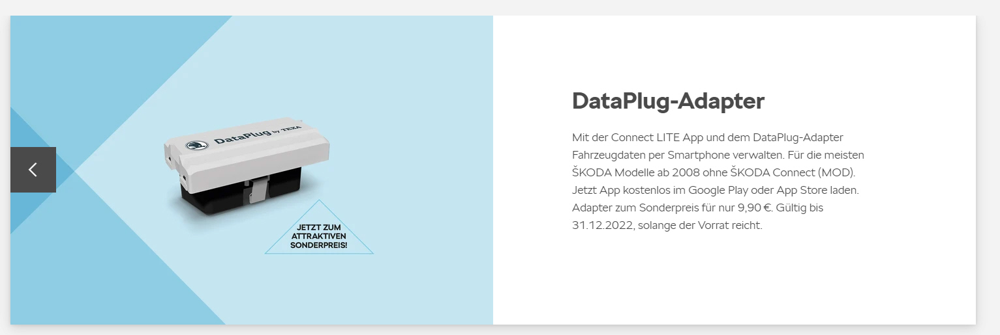 DataPlug by TEXA
JETZT ZUM
ATTRAKTIVEN
SONDERPREIS!
DataPlug-Adapter
Mit der Connect LITE App und dem DataPlug-Adapter
Fahrzeugdaten per Smartphone verwalten. Für die meisten
ŠKODA Modelle ab 2008 ohne ŠKODA Connect (MOD).
Jetzt App kostenlos im Google Play oder App Store laden.
Adapter zum Sonderpreis für nur 9,90 €. Gültig bis
31.12.2022, solange der Vorrat reicht.